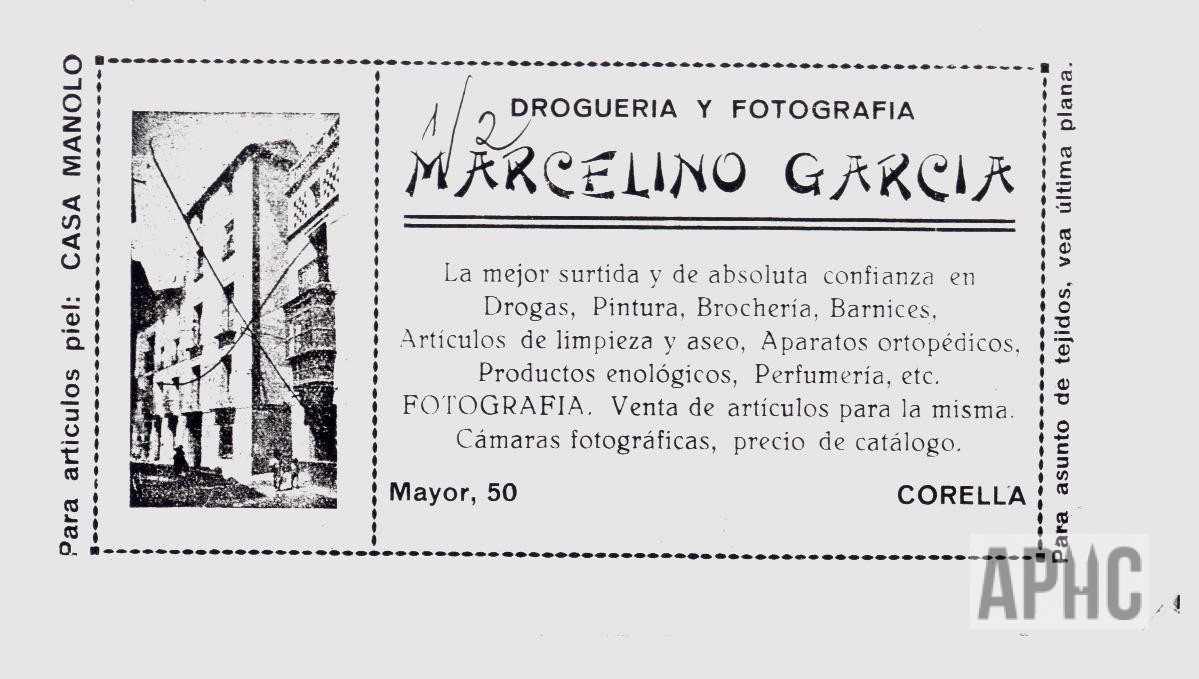 Para articulos piel: CASA MANOLO
1/2
DROGUERIA Y FOTOGRAFIA
MARCELINO GARCIA
La mejor surtida y de absoluta confianza en
Drogas, Pintura, Brochería, Barnices,
Artículos de limpieza y aseo, Aparatos ortopédicos,
Productos enológicos, Perfumería, etc.
FOTOGRAFIA. Venta de artículos para la misma.
Cámaras fotográficas, precio de catálogo.
Mayor, 50
CORELLA
Para asunto de tejidos, vea última plana.
APHC